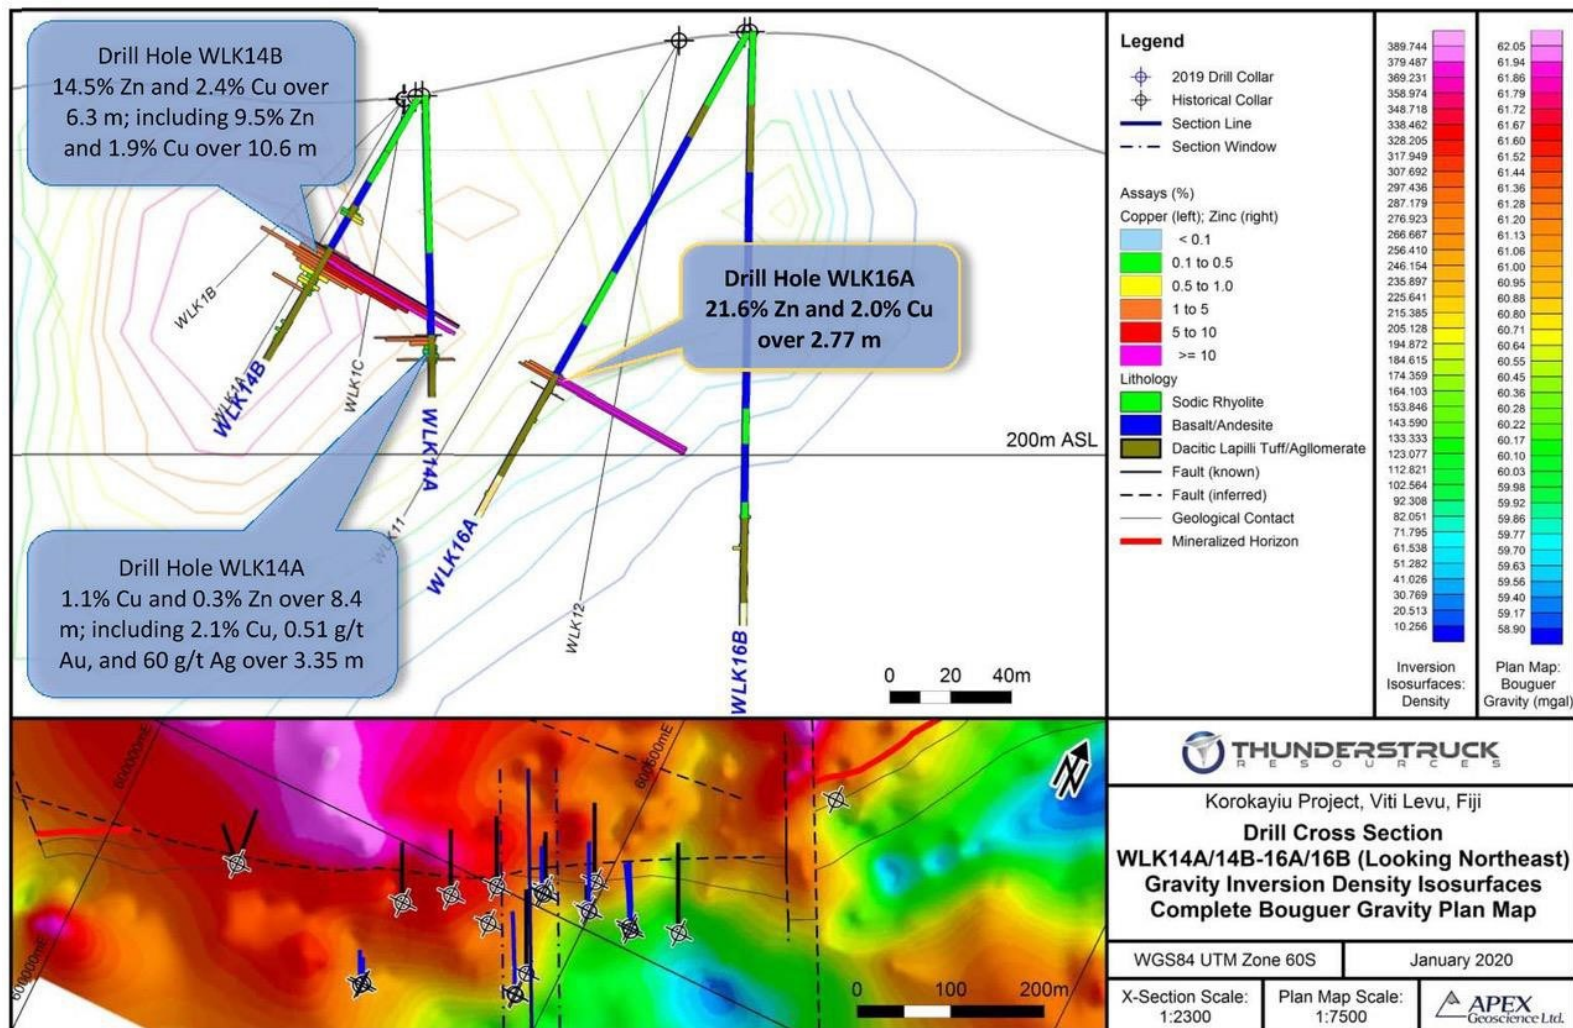 Drill Hole WLK14B
14.5% Zn and 2.4% Cu over
6.3 m; including 9.5% Zn
and 1.9% Cu over 10.6 m
Drill Hole WLK16A
21.6% Zn and 2.0% Cu
over 2.77 m
WLK1B
WLK1A
WLK14B
WLK1C
WLK14A
WLK11
WLK16A
WLK12
WLK16B
200m ASL
Drill Hole WLK14A
1.1% Cu and 0.3% Zn over 8.4
m; including 2.1% Cu, 0.51 g/t
Au, and 60 g/t Ag over 3.35 m
0 20 40m
Legend
2019 Drill Collar
Historical Collar
Section Line
Section Window
Assays (%)
Copper (left); Zinc (right)
< 0.1
0.1 to 0.5
0.5 to 1.0
1 to 5
5 to 10
>= 10
Lithology
Sodic Rhyolite
Basalt/Andesite
Dacitic Lapilli Tuff/Agllomerate
Fault (known)
Fault (inferred)
Geological Contact
Mineralized Horizon
389.744
379.487
369.231
358.974
348.718
338.462
328.205
317.949
307.692
297.436
287.179
276.923
266.667
256.410
246.154
235.897
225.641
215.385
205.128
194.872
184.615
174.359
164.103
153.846
143.590
133.333
123.077
112.821
102.564
92.308
82.051
71.795
61.538
51.282
41.026
30.769
20.513
10.256
Inversion
Isosurfaces:
Density
62.05
61.94
61.86
61.79
61.72
61.67
61.60
61.52
61.44
61.36
61.28
61.20
61.13
61.06
61.00
60.95
60.88
60.80
60.71
60.64
60.55
60.45
60.36
60.28
60.22
60.17
60.10
60.03
59.98
59.92
59.86
59.77
59.70
59.63
59.56
59.40
59.17
58.90
Plan Map:
Bouguer
Gravity (mgal)
600000mE
600500mE
600000mE
N
0 100 200m
THUNDERSTRUCK
RESOURCES
Korokayiu Project, Viti Levu, Fiji
Drill Cross Section
WLK14A/14B-16A/16B (Looking Northeast)
Gravity Inversion Density Isosurfaces
Complete Bouguer Gravity Plan Map
WGS84 UTM Zone 60S
January 2020
X-Section Scale:
1:2300
Plan Map Scale:
1:7500
APEX
Geoscience Ltd.